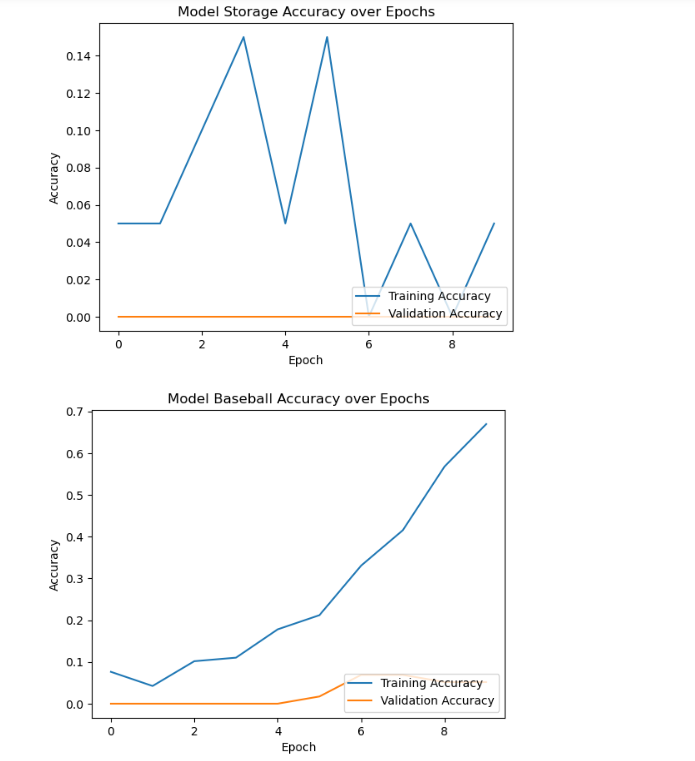 Model Storage Accuracy over Epochs
0.14
0.12
0.10
0.08
0.06
0.04
0.02
0.00
Accuracy
Training Accuracy
Validation Accuracy
0 2 4 6 8
Epoch
Model Baseball Accuracy over Epochs
0.7
0.6
0.5
0.4
0.3
0.2
0.1
0.0
Accuracy
Training Accuracy
Validation Accuracy
0 2 4 6 8
Epoch